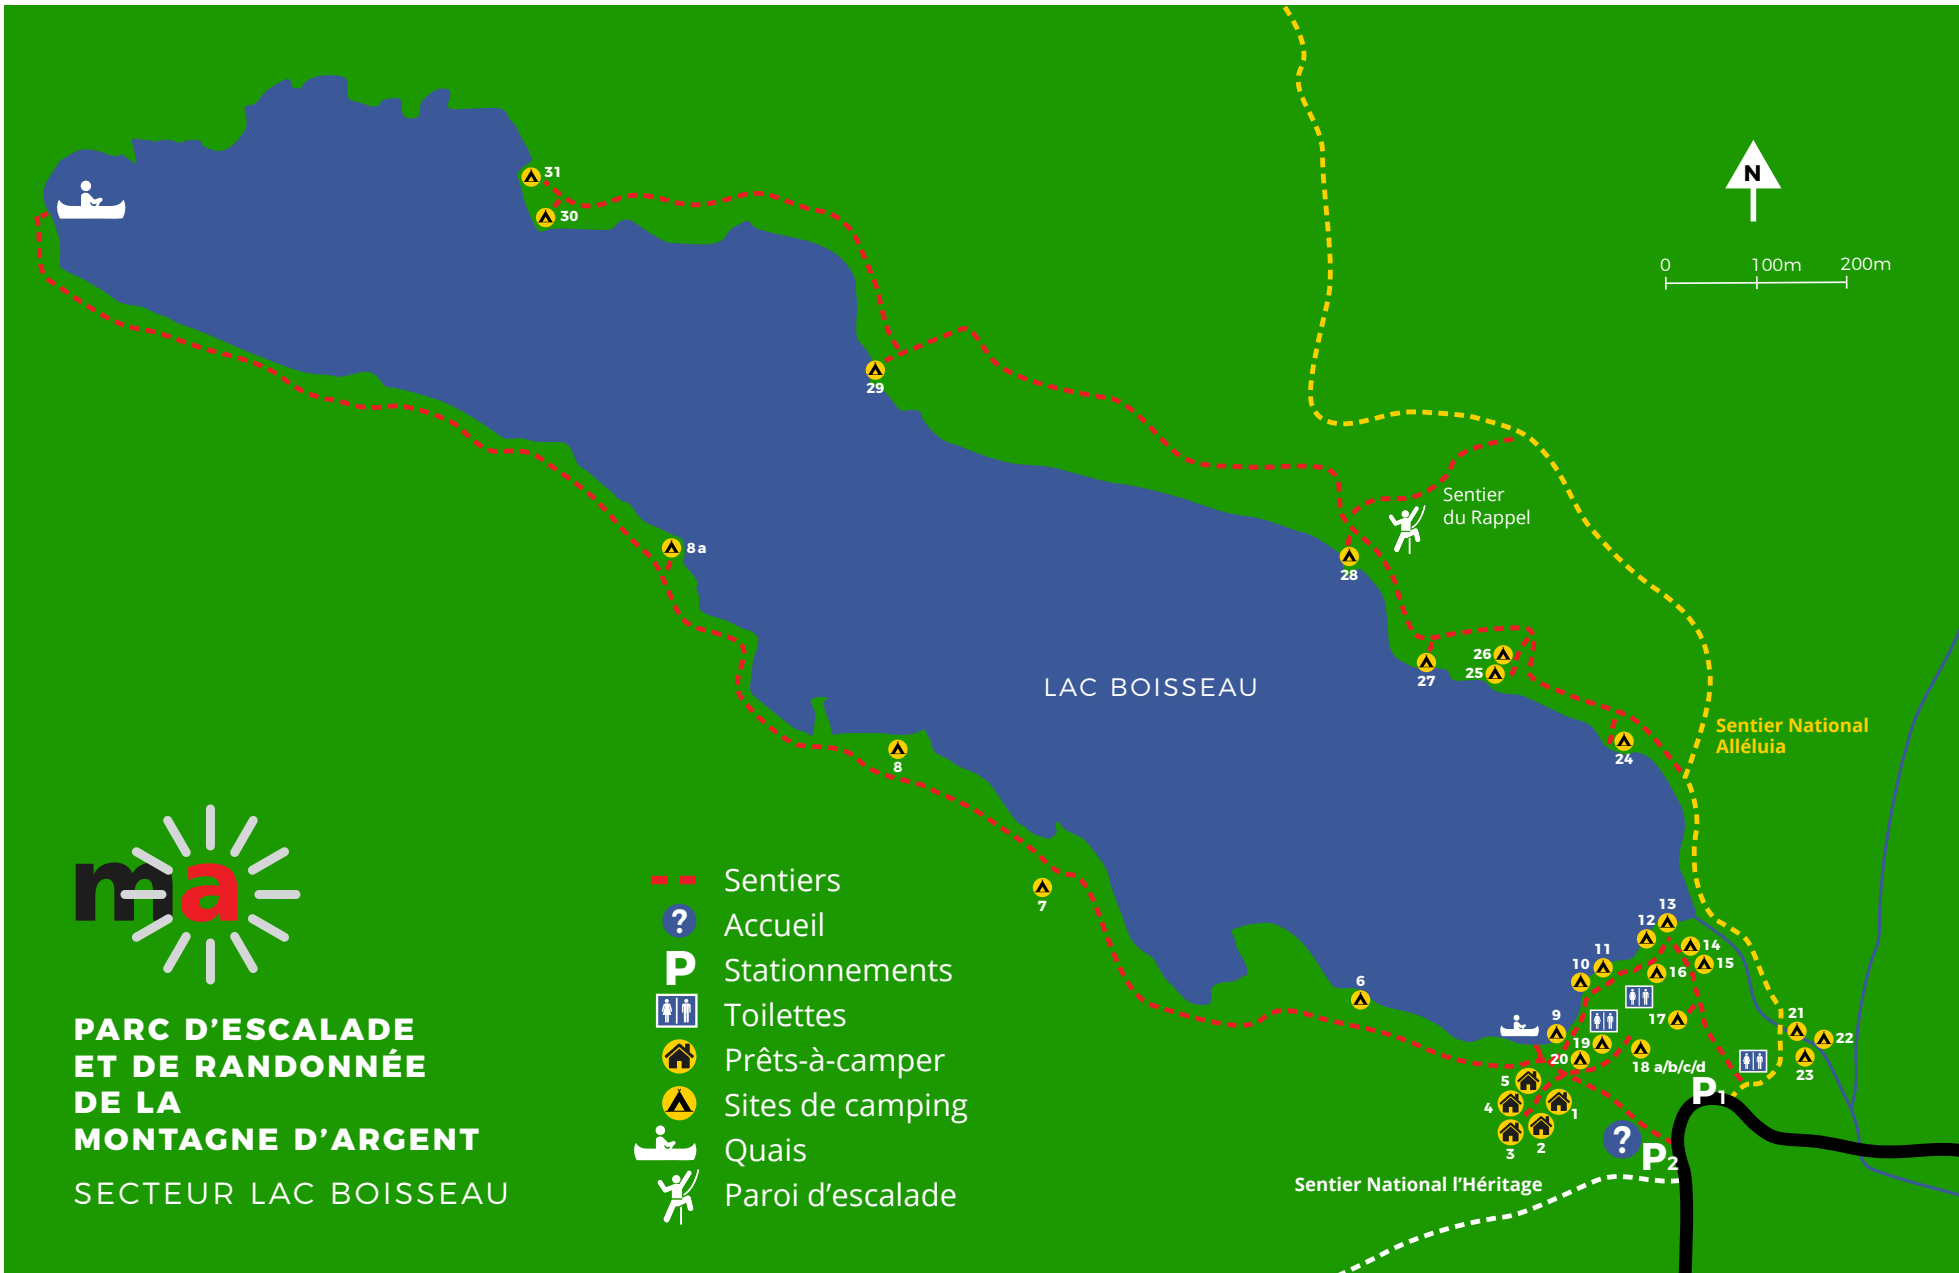 31
30
N
0 100m 200m
29
Sentier
du Rappel
28
8a
26
25
27
LAC BOISSEAU
Sentier National
Alléluia
24
8
ma
7
Sentiers
? Accueil
P Stationnements
Toilettes
Prêts-à-camper
Sites de camping
Quais
Paroi d'escalade
PARC D'ESCALADE
ET DE RANDONNÉE
DE LA
MONTAGNE D'ARGENT
SECTEUR LAC BOISSEAU
13
12
14
11
15
10
16
6
9
17
21
22
19
20
18 a/b/c/d
23
5
P1
4
1
2
3
?
P2
Sentier National l'Héritage